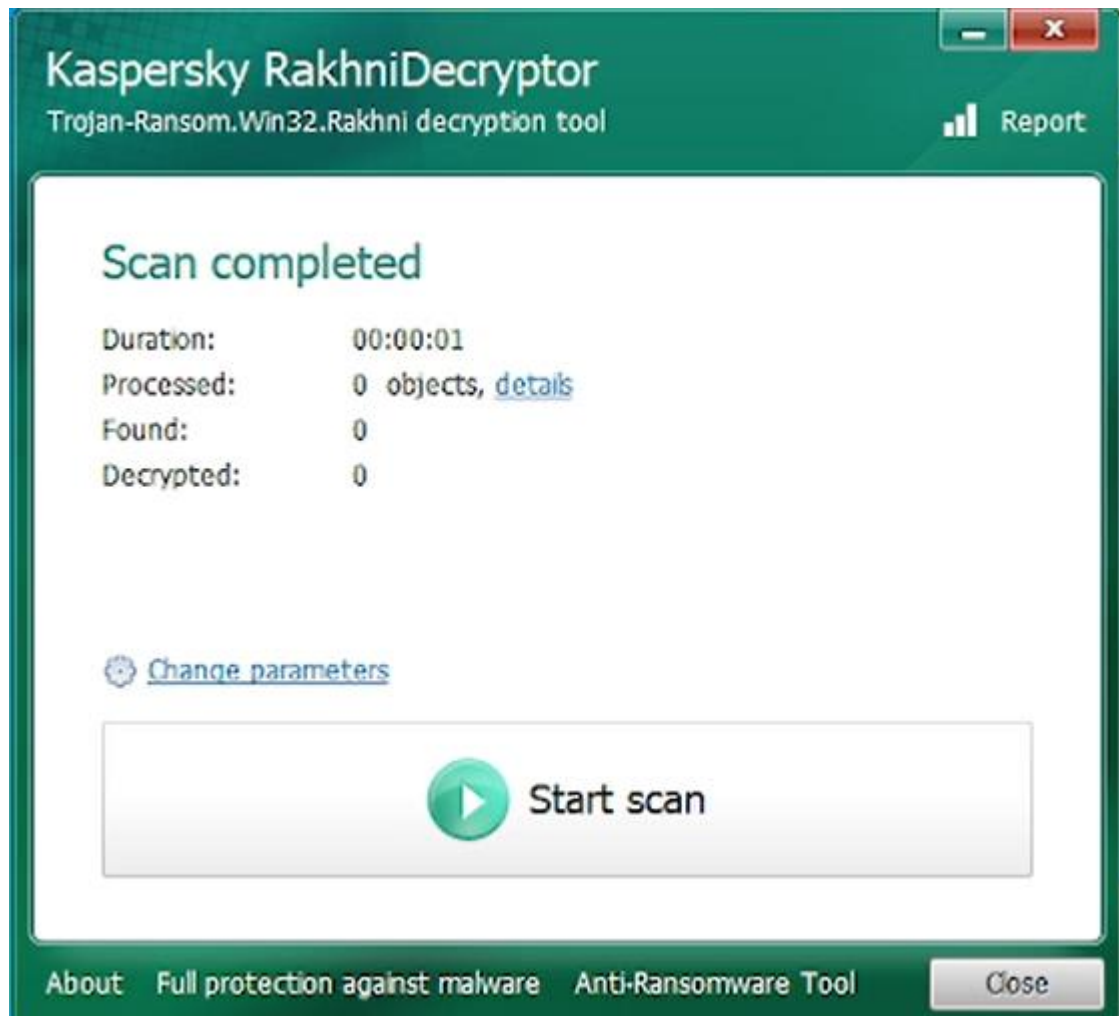 Kaspersky RakhniDecryptor
Trojan-Ransom.Win32.Rakhni decryption tool
Report
Scan completed
Duration: 00:00:01
Processed: 0 objects, details
Found: 0
Decrypted: 0
Change parameters
Start scan
About Full protection against malware Anti-Ransomware Tool Close